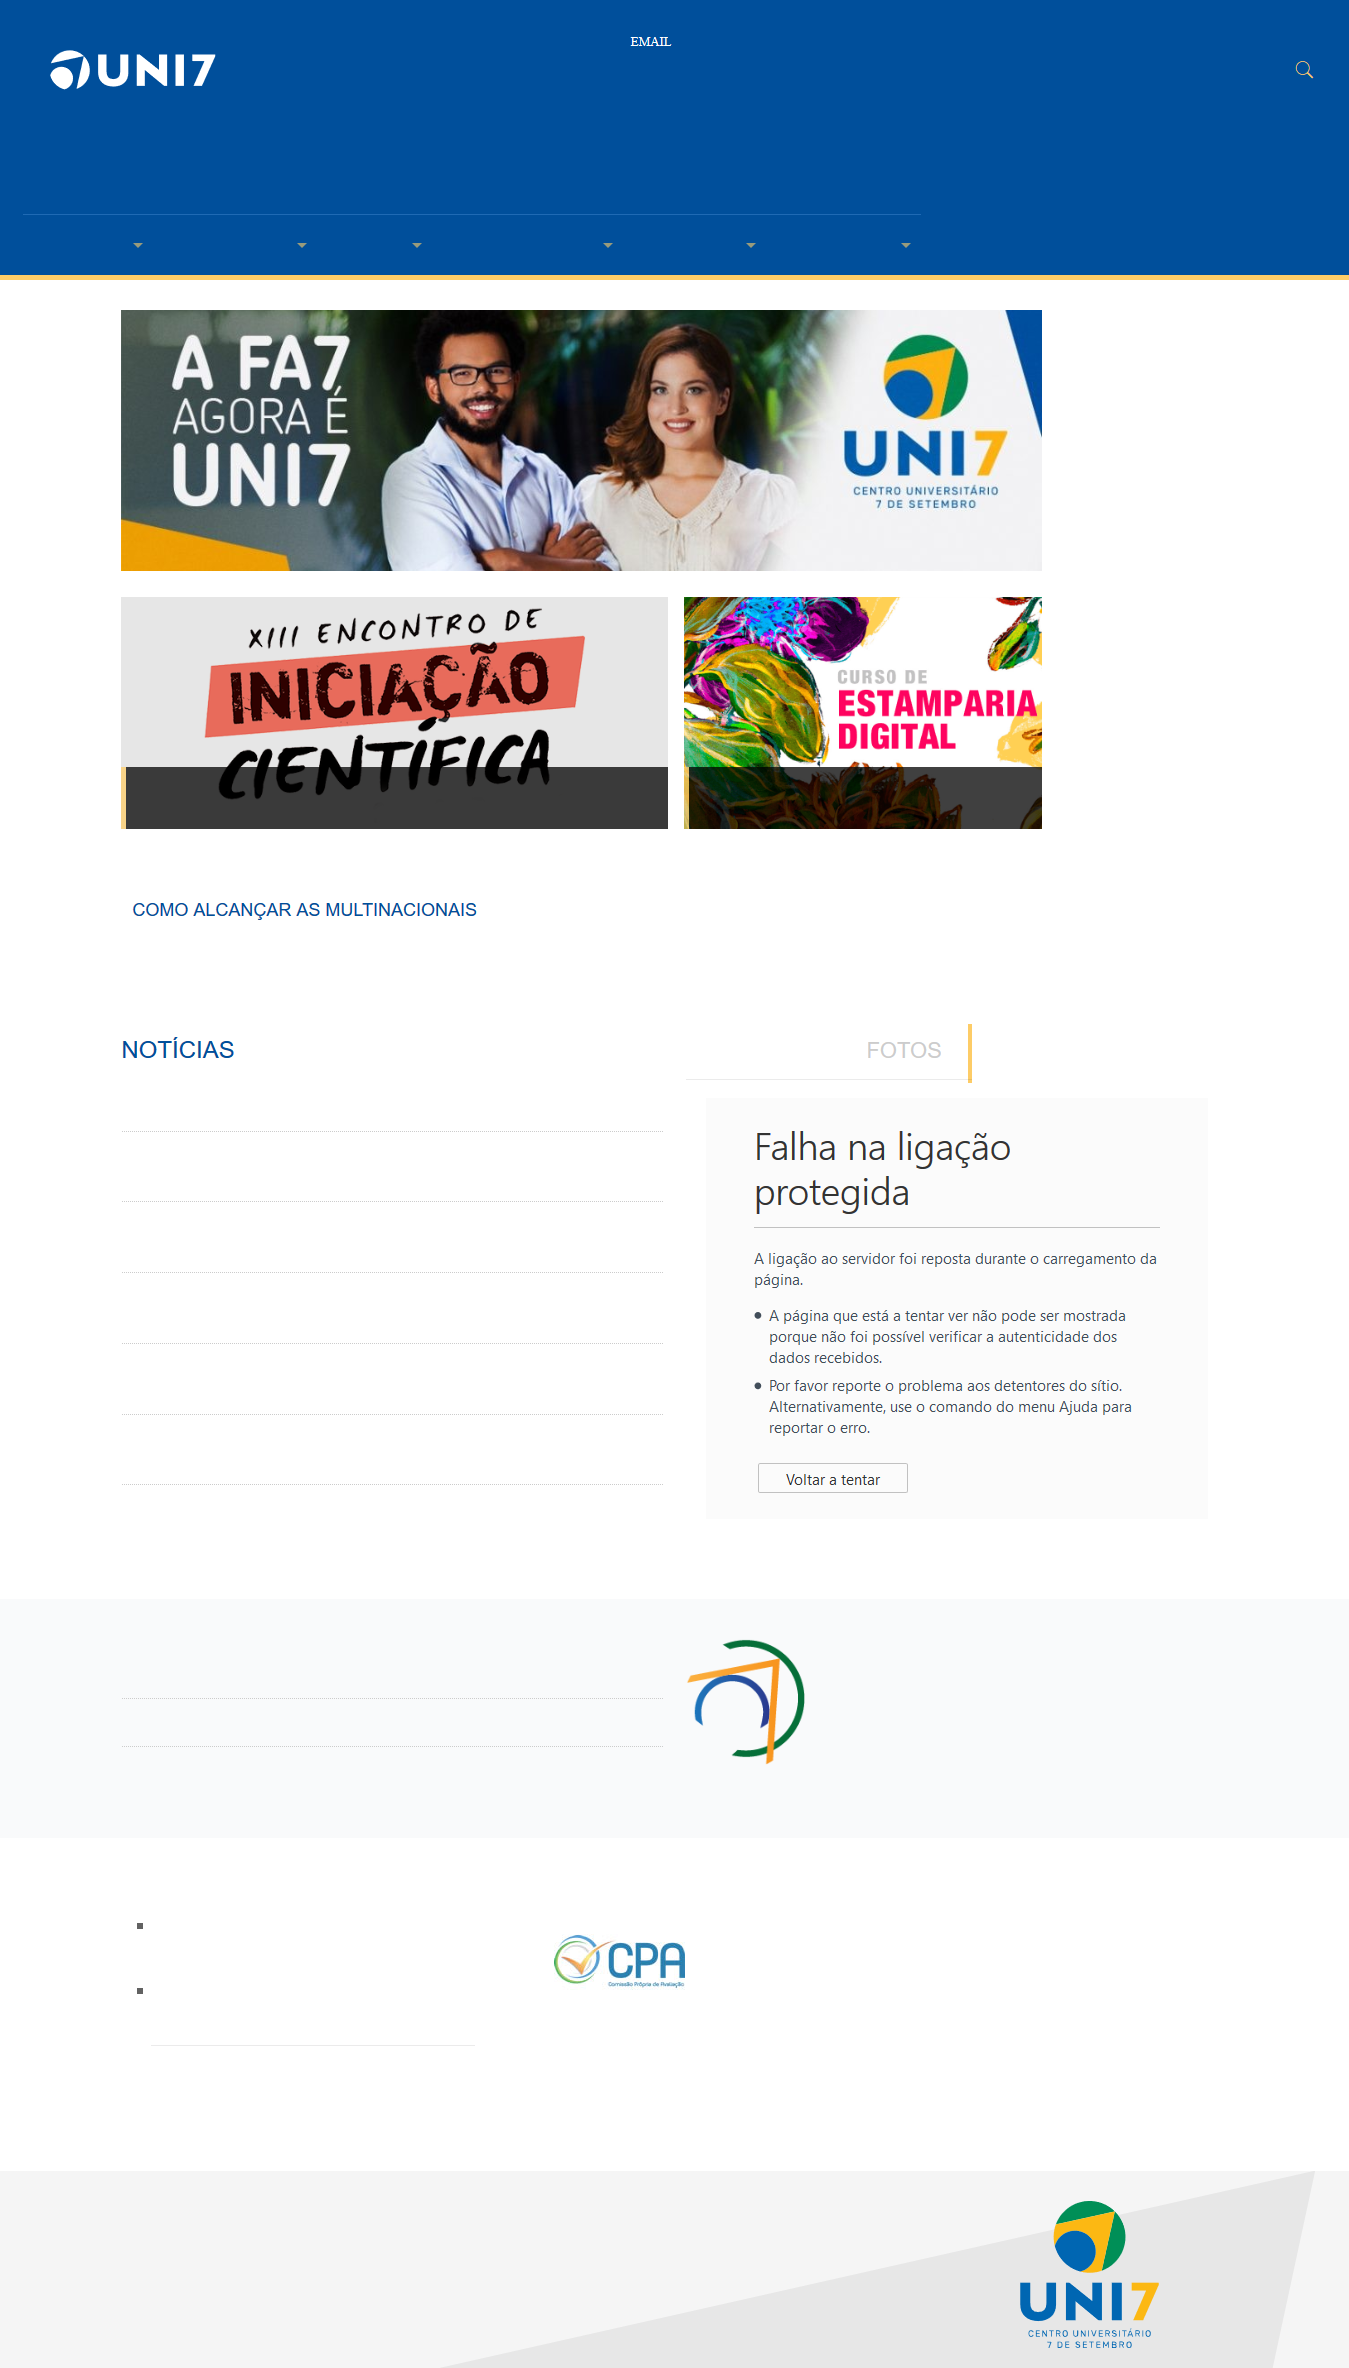 EMAIL
UNI7
A FA7
AGORA É
UNI7
UNI7
CENTRO UNIVERSITÁRIO
7 DE SETEMBRO
XIII ENCONTRO DE
INICIAÇÃO
CIENTÍFICA
CURSO DE
ESTAMPARIA
DIGITAL
COMO ALCANÇAR AS MULTINACIONAIS
NOTÍCIAS
FOTOS
Falha na ligação
protegida
A ligação ao servidor foi reposta durante o carregamento da
página.
A página que está a tentar ver não pode ser mostrada
porque não foi possível verificar a autenticidade dos
dados recebidos.
Por favor reporte o problema aos detentores do sítio.
Alternativamente, use o comando do menu Ajuda para
reportar o erro.
Voltar a tentar
CPA
Comissão Própria de Avaliação
UNI7
CENTRO UNIVERSITÁRIO
7 DE SETEMBRO